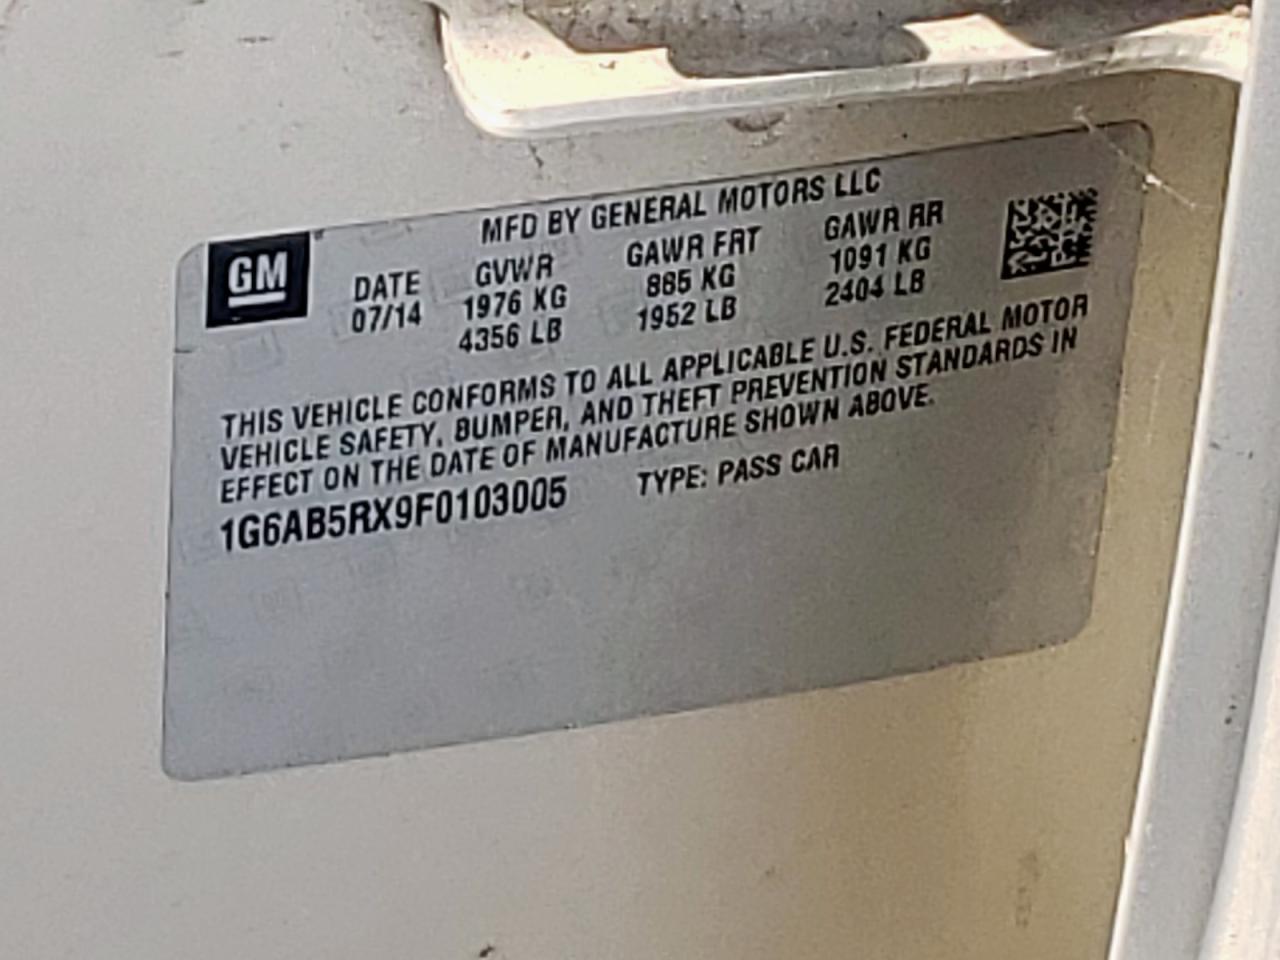 MFD BY GENERAL MOTORS LLC
GM
DATE GVWR GAWR FRT GAWR RR
07/14 1976 KG 885 KG 1091 KG
4356 LB 1952 LB 2404 LB
THIS VEHICLE CONFORMS TO ALL APPLICABLE U.S. FEDERAL MOTOR
VEHICLE SAFETY, BUMPER, AND THEFT PREVENTION STANDARDS IN
EFFECT ON THE DATE OF MANUFACTURE SHOWN ABOVE.
1G6AB5RX9F0103005 TYPE: PASS CAR